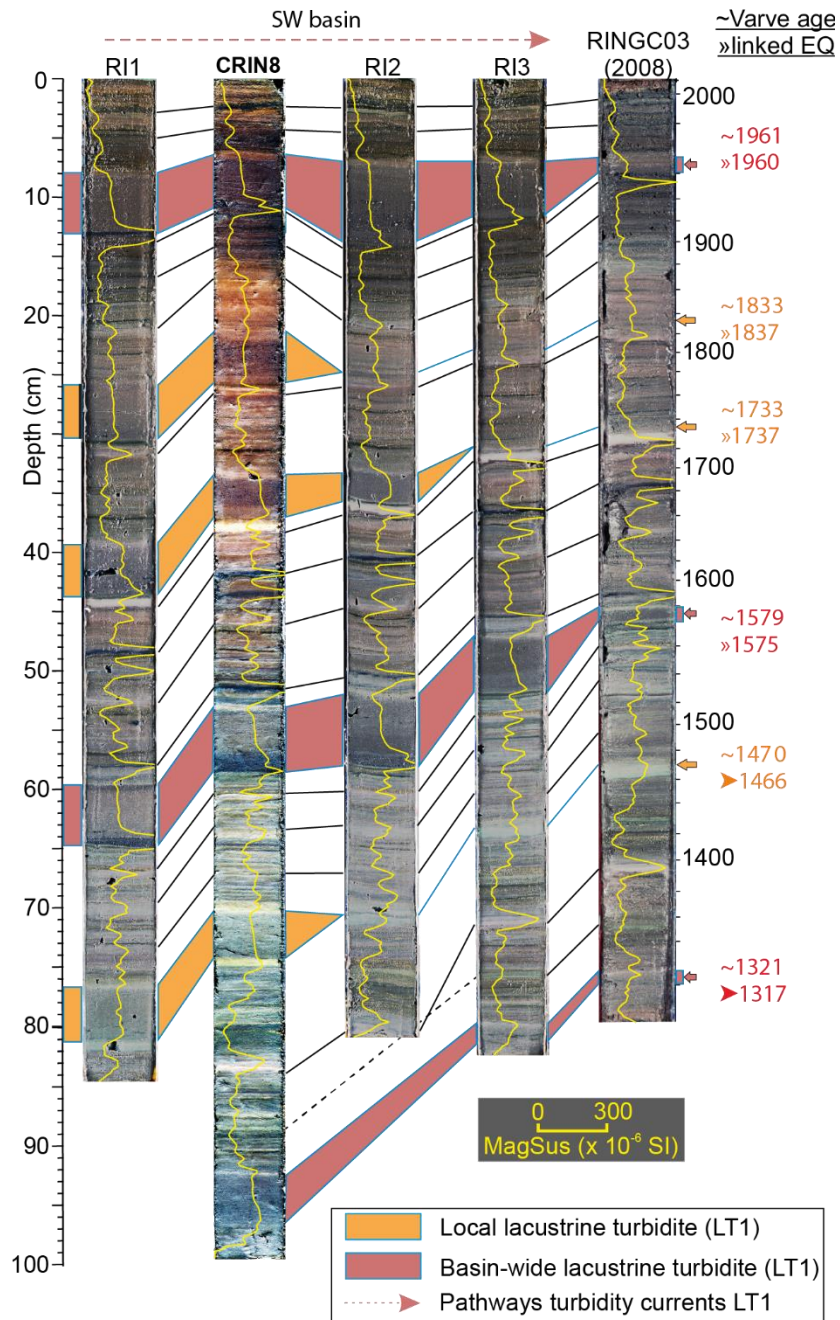 SW basin
~Varve age
»linked EQ
RI1
CRIN8
RI2
RI3
RINGC03
(2008)
0
10
20
30
40
50
60
70
80
90
100
Depth (cm)
2000
1900
1800
1700
1600
1500
1400
~1961
»1960
~1833
»1837
~1733
»1737
~1579
»1575
~1470
➤1466
~1321
➤1317
0 300
MagSus (x 10⁻⁶ SI)
Local lacustrine turbidite (LT1)
Basin-wide lacustrine turbidite (LT1)
Pathways turbidity currents LT1